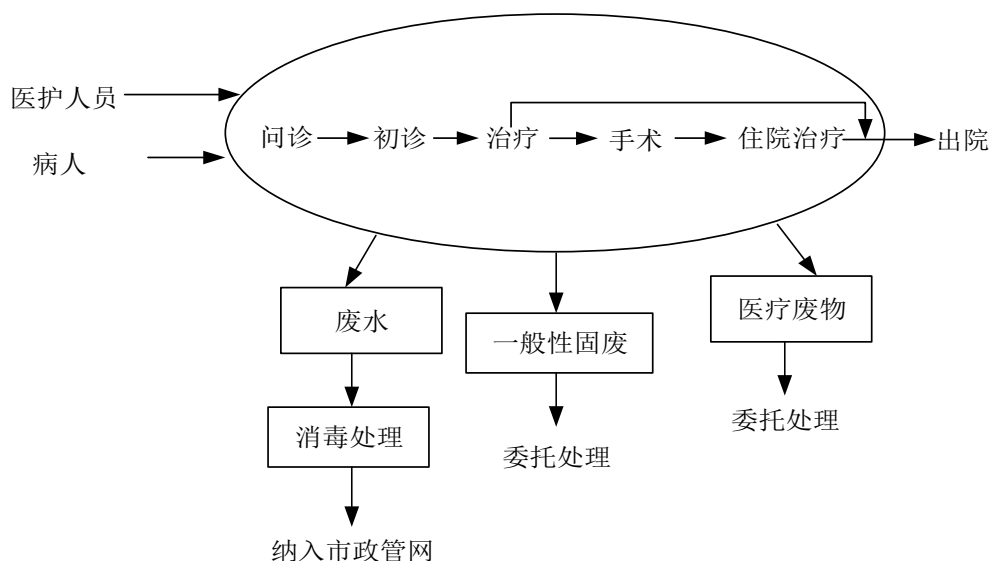 医护人员
问诊
初诊
治疗
手术
住院治疗
出院
病人
废水
一般性固废
医疗废物
消毒处理
委托处理
委托处理
纳入市政管网